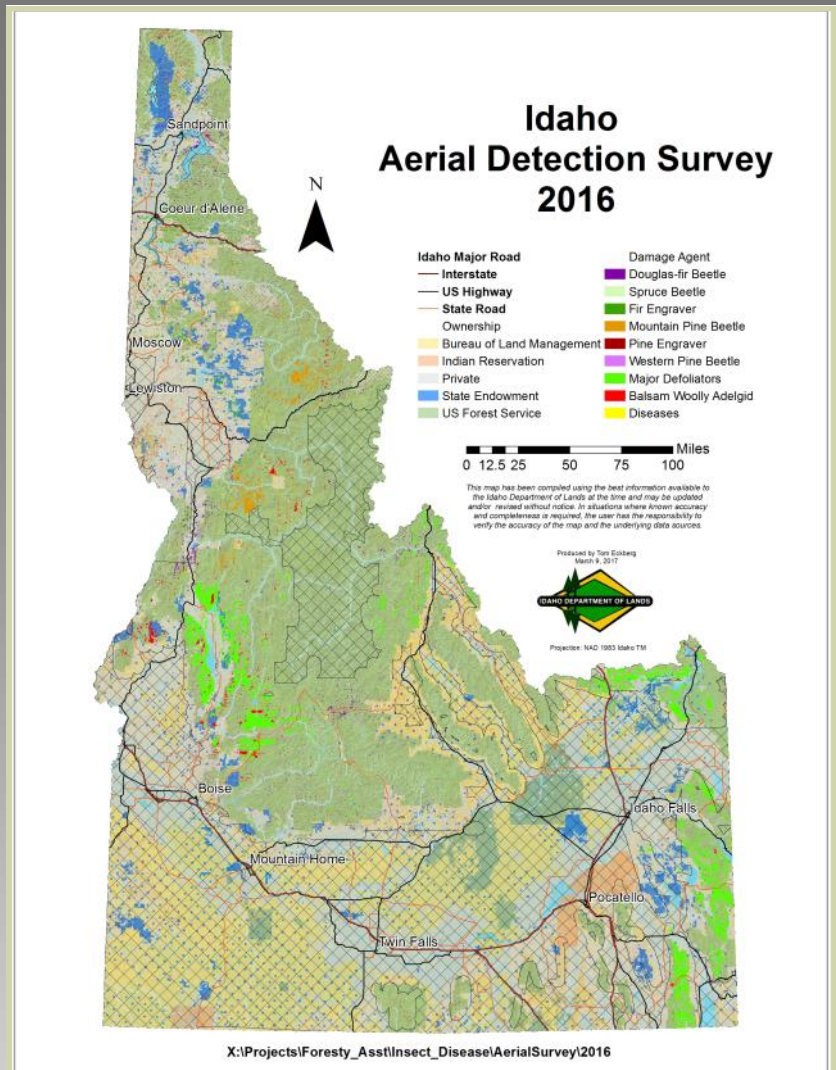 Idaho
Aerial Detection Survey
2016
Sandpoint
N
Coeur d'Alene
Idaho Major Road
Interstate
US Highway
State Road
Ownership
Bureau of Land Management
Indian Reservation
Private
State Endowment
US Forest Service
Damage Agent
Douglas-fir Beetle
Spruce Beetle
Fir Engraver
Mountain Pine Beetle
Pine Engraver
Western Pine Beetle
Major Defoliators
Balsam Woolly Adelgid
Diseases
Moscow
Lewiston
Miles
0 12.5 25 50 75 100
This map has been compiled using the best information available to
the Idaho Department of Lands at the time and may be updated
and/or revised without notice. In situations where known accuracy
and completeness is required, the user has the responsibility to
verify the accuracy of the map and the underlying data sources.
Produced by Tom Eckberg
March 9, 2017
IDAHO DEPARTMENT OF LANDS
Projection: NAD 1983 Idaho TM
Boise
Idaho Falls
Mountain Home
Pocatello
Twin Falls
X:\Projects\Foresty_Asst\Insect_Disease\AerialSurvey\2016